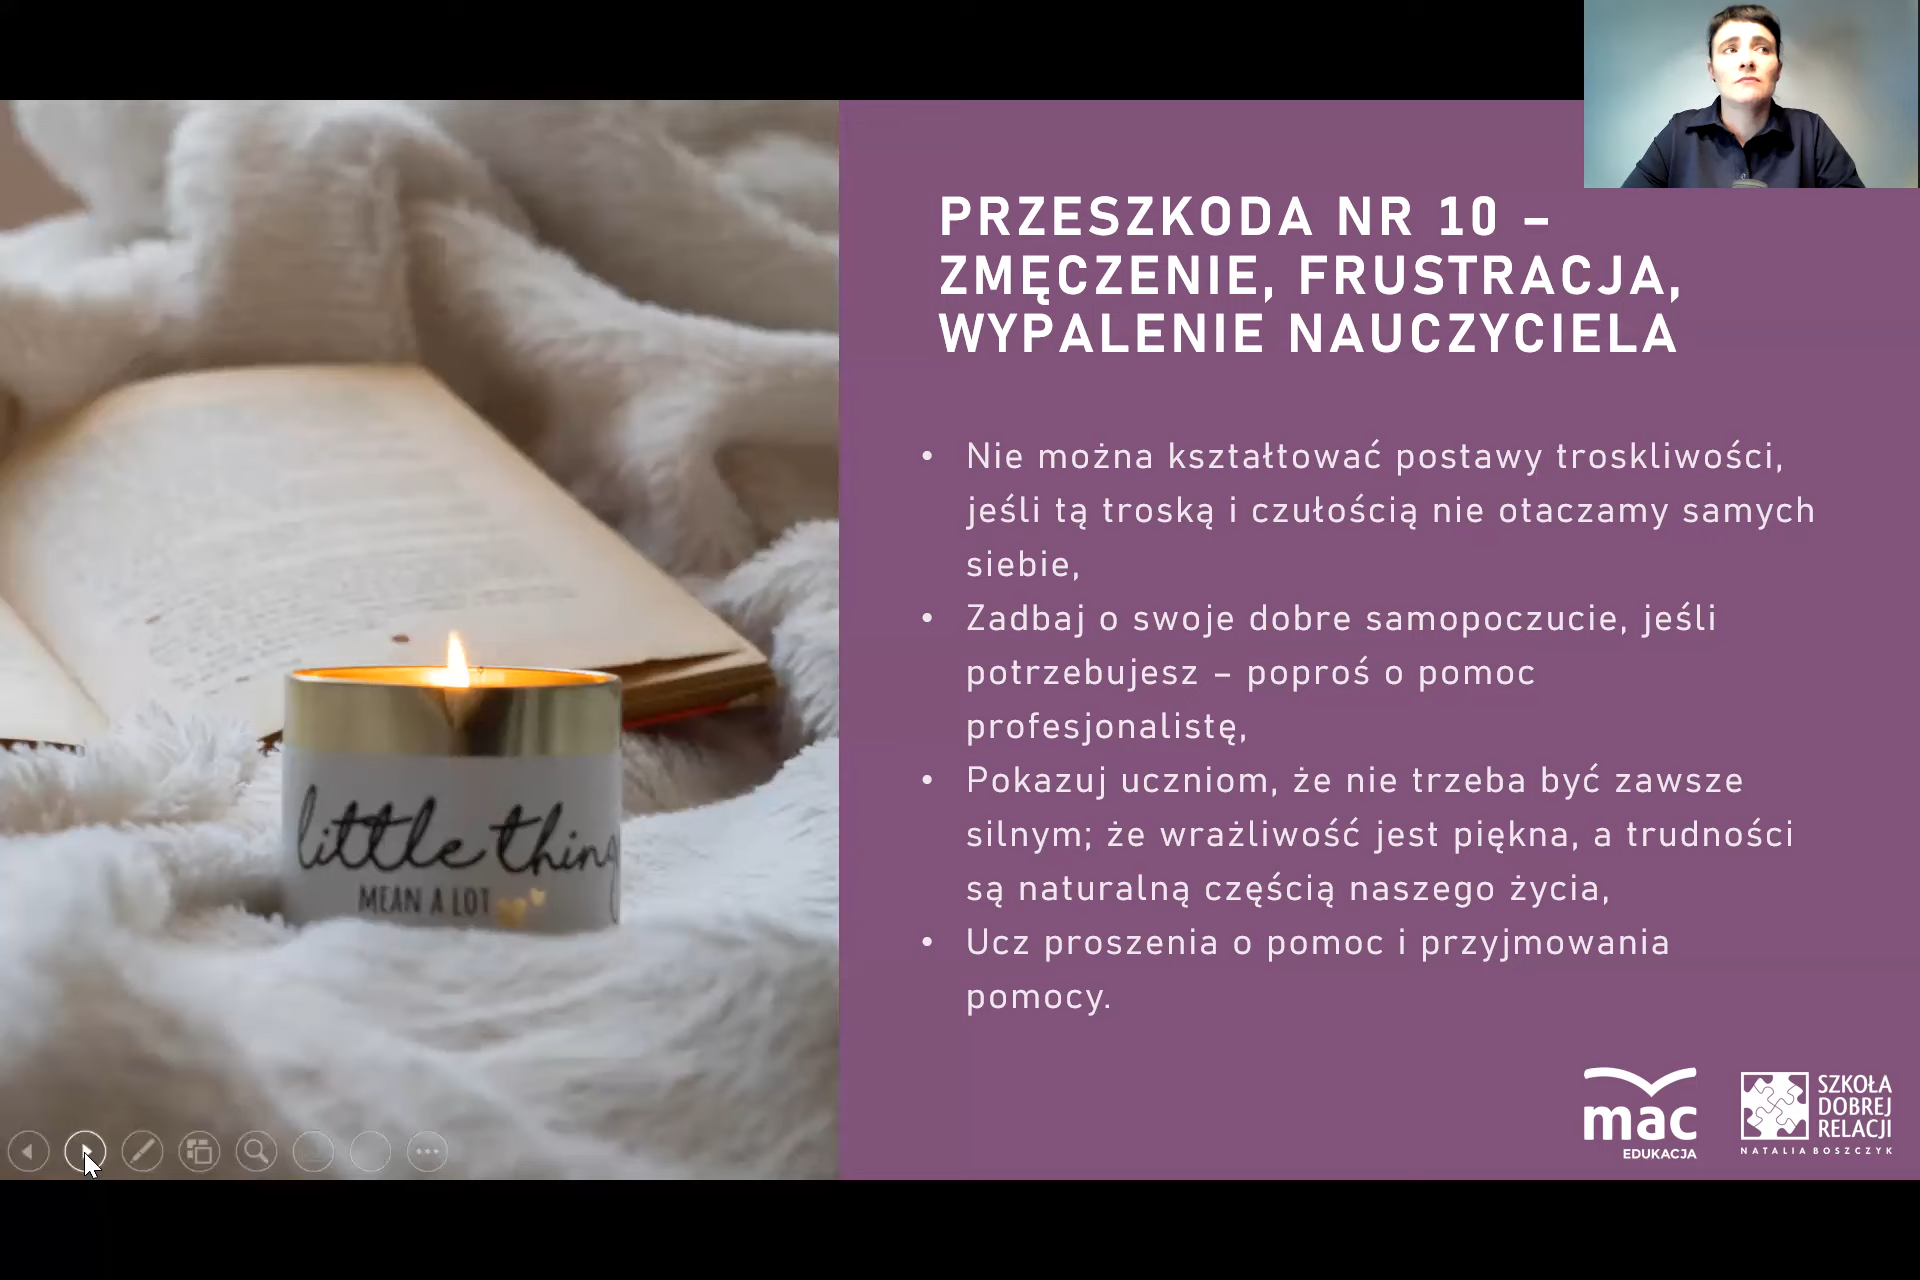 PRZESZKODA NR 10 –
ZMĘCZENIE, FRUSTRACJA,
WYPALENIE NAUCZYCIELA
• Nie można kształtować postawy troskliwości,
jeśli tą troską i czułością nie otaczamy samych
siebie,
• Zadbaj o swoje dobre samopoczucie, jeśli
potrzebujesz – poproś o pomoc
profesjonalistę,
• Pokazuj uczniom, że nie trzeba być zawsze
silnym; że wrażliwość jest piękna, a trudności
są naturalną częścią naszego życia,
• Ucz proszenia o pomoc i przyjmowania
pomocy.
little thing
MEAN A LOT
mac
EDUKACJA
SZKOŁA
DOBREJ
RELACJI
NATALIA BOSZCZYK